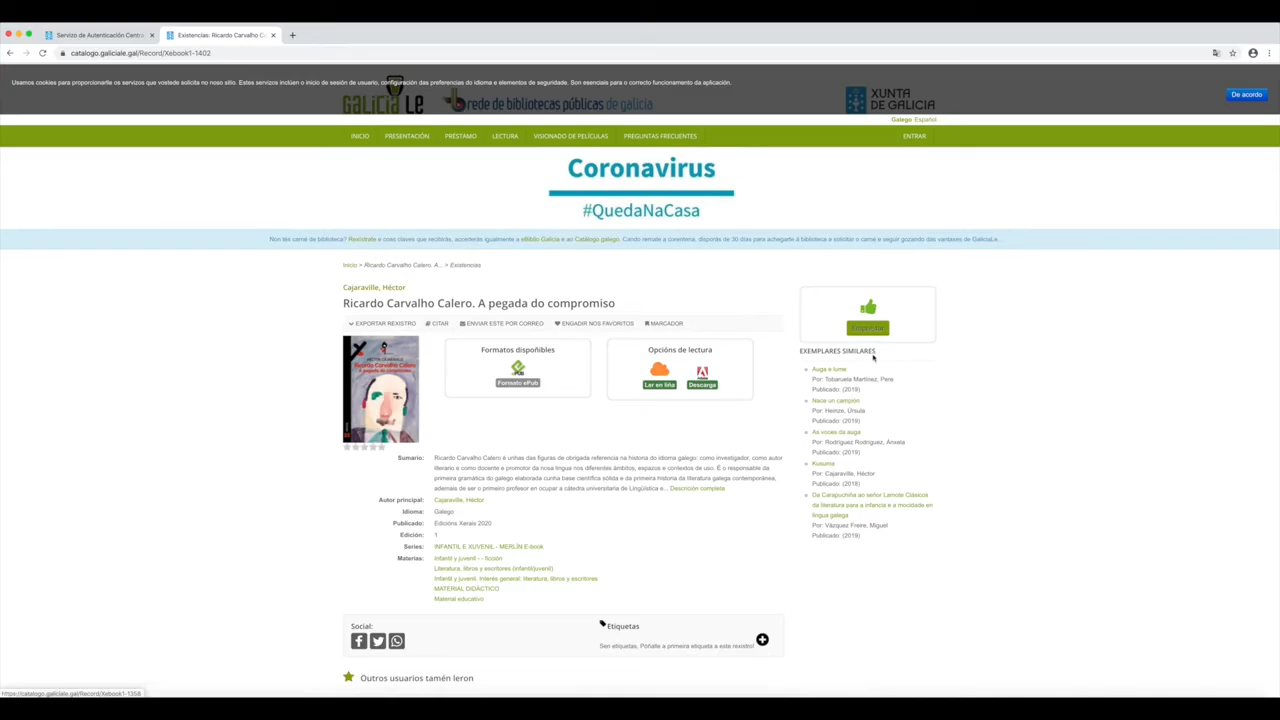 Servizo de Autenticación Centro
Existencias: Ricardo Carvalho C
catalogo.galiciale.gal/Record/Xebook1-1402
Usamos cookies para proporcionarlle os servizos que vostede solicita no noso sitio. Estes servizos inclúen o inicio de sesión de usuario, configuración das preferencias do idioma e elementos de seguridade. Son esenciais para o correcto funcionamento da aplicación.
De acordo
GALICIA LE
rede de bibliotecas públicas de galicia
XUNTA DE GALICIA
Galego Español
INICIO PRESENTACIÓN PRÉSTAMO LECTURA VISIONADO DE PELÍCULAS PREGUNTAS FRECUENTES ENTRAR
Coronavirus
#QuedaNaCasa
Non tés carné de biblioteca? Rexístrate e coas claves que recibirás, accederás igualmente a eBiblio Galicia e ao Catálogo galego. Cando remate a corentena, disporás de 30 días para achegarte á biblioteca a solicitar o carné e seguir gozando das vantaxes de GaliciaLe.
Inicio > Ricardo Carvalho Calero. A... > Existencias
Cajaraville, Héctor
Ricardo Carvalho Calero. A pegada do compromiso
EXPORTAR REXISTRO CITAR ENVIAR ESTE POR CORREO ENGADIR NOS FAVORITOS MARCADOR
HÉCTOR CAJARAVILLE
Ricardo Carvalho Calero
A pegada do compromiso
Formatos dispoñibles
ePUB
Formato ePub
Opcións de lectura
Ler en liña
Descarga
Emprestar
Sumario: Ricardo Carvalho Calero é unhas das figuras de obrigada referencia na historia do idioma galego: como investigador, como autor
literario e como docente e promotor da nosa lingua nos diferentes ámbitos, espazos e contextos de uso. É o responsable da
primeira gramática do galego elaborada cunha base científica sólida e da primeira historia da literatura galega contemporánea,
ademais de ser o primeiro profesor en ocupar a cátedra universitaria de Lingüística e... Descrición completa
Autor principal: Cajaraville, Héctor
Idioma: Galego
Publicado: Edicións Xerais 2020
Edición: 1
Series: INFANTIL E XUVENIL - MERLÍN E-book
Materias: Infantil y juvenil - - ficción
Literatura, libros y escritores (infantil/juvenil)
Infantil y juvenil. Interés general: literatura, libros y escritores
MATERIAL DIDÁCTICO
Material educativo
EXEMPLARES SIMILARES
Auga e lume
Por: Tobaruela Martínez, Pere
Publicado: (2019)
Nace un campión
Por: Heinze, Úrsula
Publicado: (2019)
As voces da auga
Por: Rodríguez Rodríguez, Ánxela
Publicado: (2019)
Kusuma
Por: Cajaraville, Héctor
Publicado: (2018)
Da Carapuchiña ao señor Lamote Clásicos
da literatura para a infancia e a mocidade en
lingua galega
Por: Vázquez Freire, Miguel
Publicado: (2019)
Social:
Etiquetas
Sen etiquetas, Póñalle a primeira etiqueta a este rexistro!
Outros usuarios tamén leron
https://catalogo.galiciale.gal/Record/Xebook1-1358